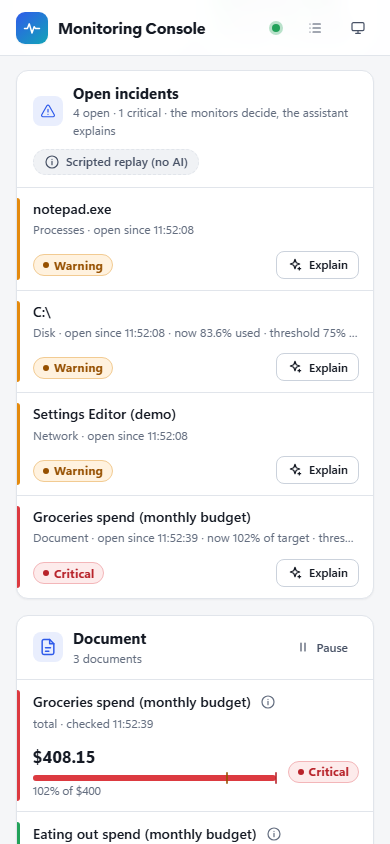 Monitoring Console
Open incidents
4 open · 1 critical · the monitors decide, the assistant
explains
Scripted replay (no AI)
notepad.exe
Processes · open since 11:52:08
Warning
Explain
C:\
Disk · open since 11:52:08 · now 83.6% used · threshold 75% ...
Warning
Explain
Settings Editor (demo)
Network · open since 11:52:08
Warning
Explain
Groceries spend (monthly budget)
Document · open since 11:52:39 · now 102% of target · thres...
Critical
Explain
Document
3 documents
Pause
Groceries spend (monthly budget)
total · checked 11:52:39
$408.15
Critical
102% of $400
Eating out spend (monthly budget)